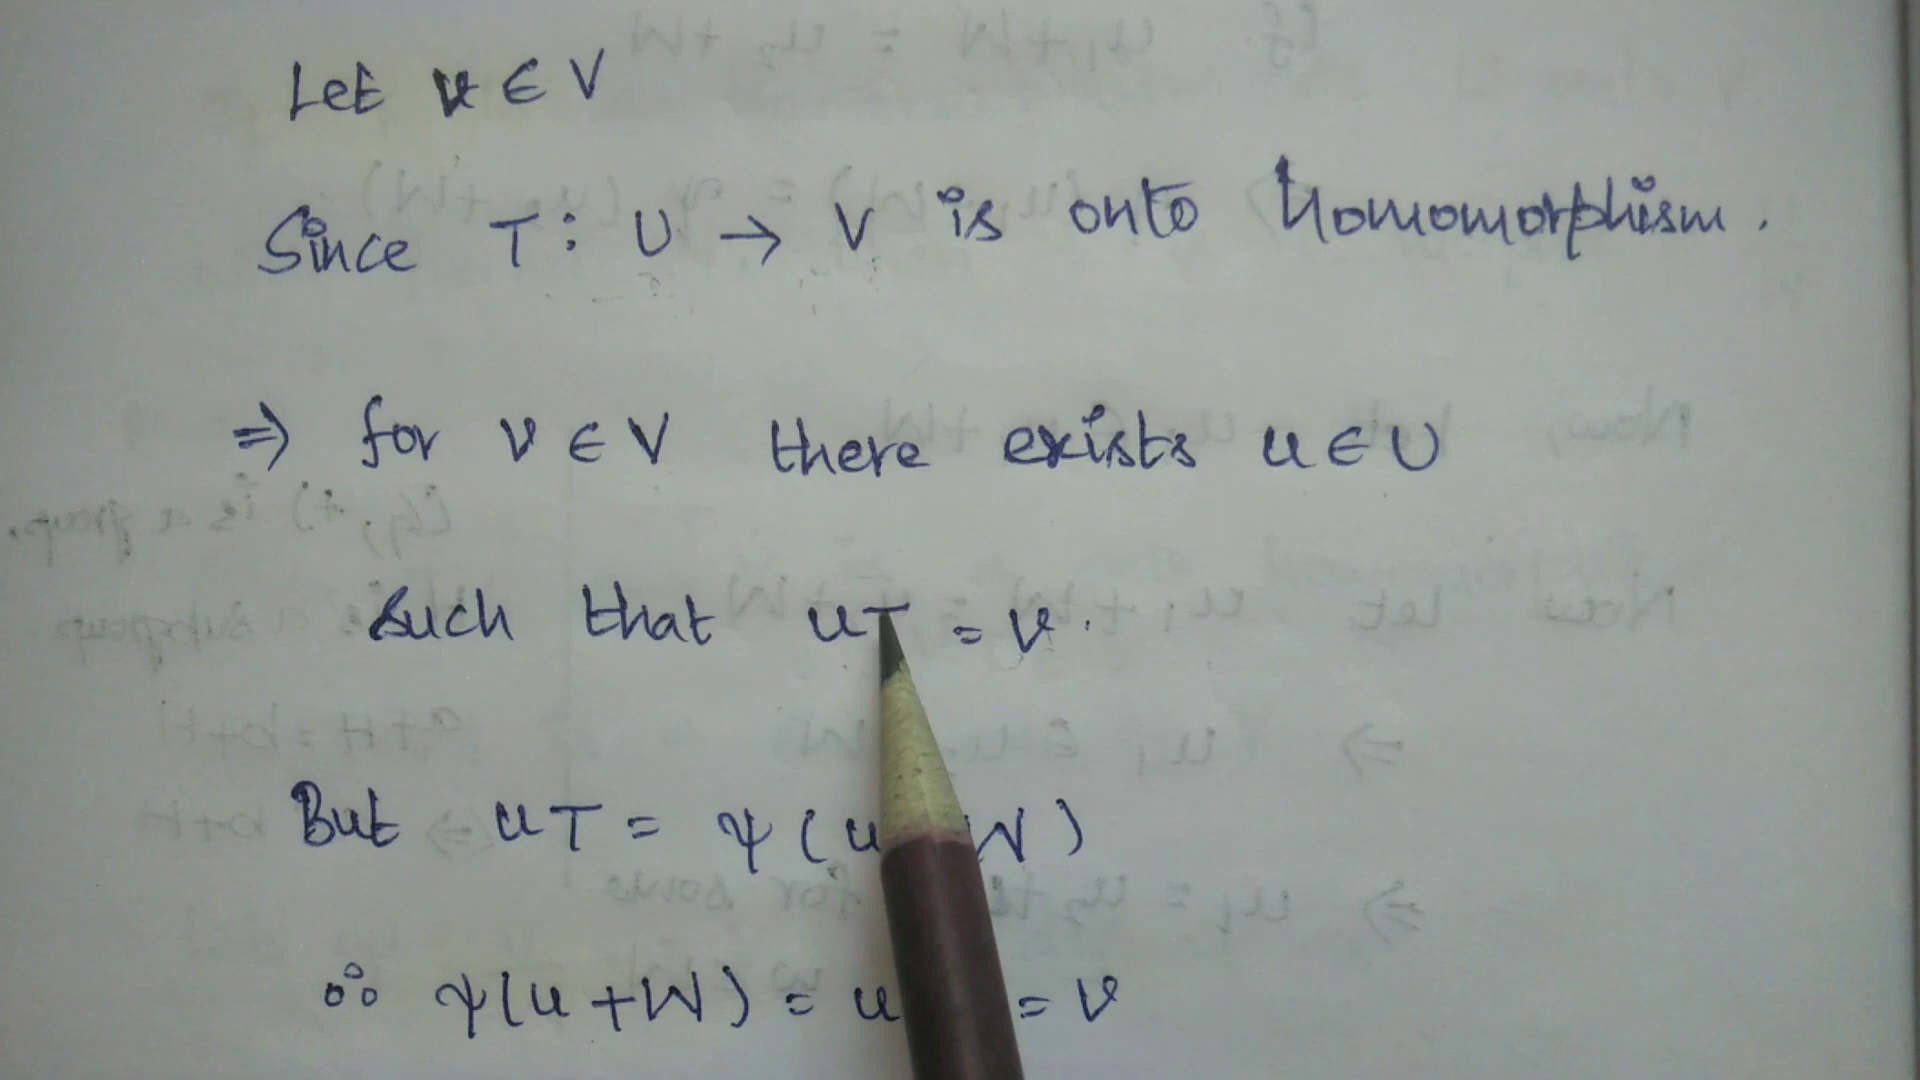 Let v ∈ V
Since T : U → V is onto homomorphism.
⇒ for v ∈ V there exists u ∈ U
such that uT = v.
But uT = ψ(u W)
∴ ψ(u+W) = u = v